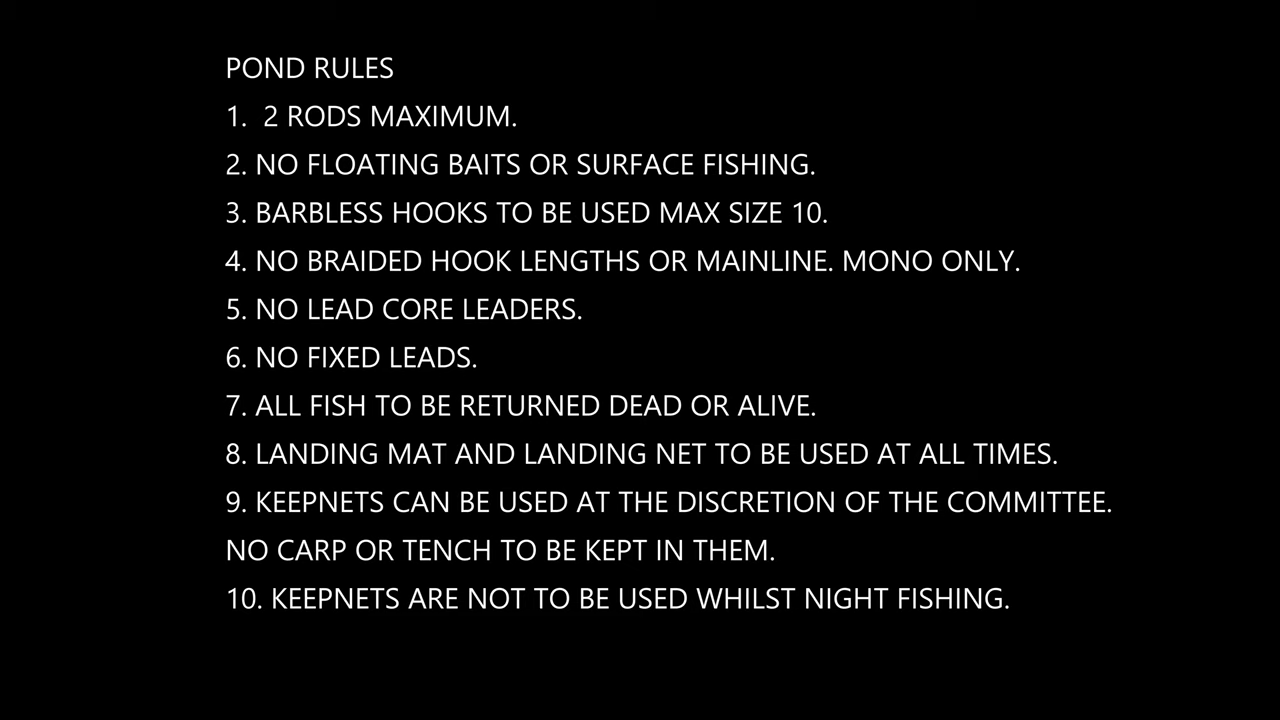 POND RULES
1.  2 RODS MAXIMUM.
2. NO FLOATING BAITS OR SURFACE FISHING.
3. BARBLESS HOOKS TO BE USED MAX SIZE 10.
4. NO BRAIDED HOOK LENGTHS OR MAINLINE. MONO ONLY.
5. NO LEAD CORE LEADERS.
6. NO FIXED LEADS.
7. ALL FISH TO BE RETURNED DEAD OR ALIVE.
8. LANDING MAT AND LANDING NET TO BE USED AT ALL TIMES.
9. KEEPNETS CAN BE USED AT THE DISCRETION OF THE COMMITTEE.
NO CARP OR TENCH TO BE KEPT IN THEM.
10. KEEPNETS ARE NOT TO BE USED WHILST NIGHT FISHING.